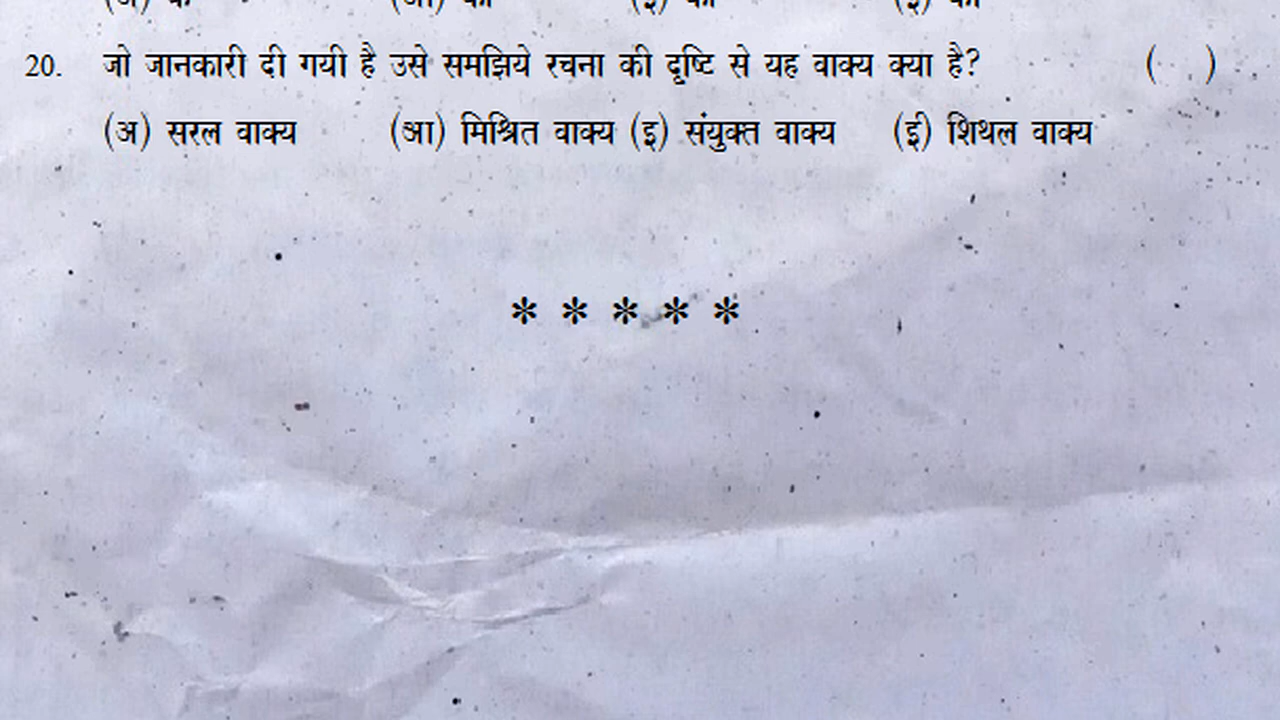 20. जो जानकारी दी गयी है उसे समझिये रचना की दृष्टि से यह वाक्य क्या है? ( )
(अ) सरल वाक्य (आ) मिश्रित वाक्य (इ) संयुक्त वाक्य (ई) शिथल वाक्य
* * * * *